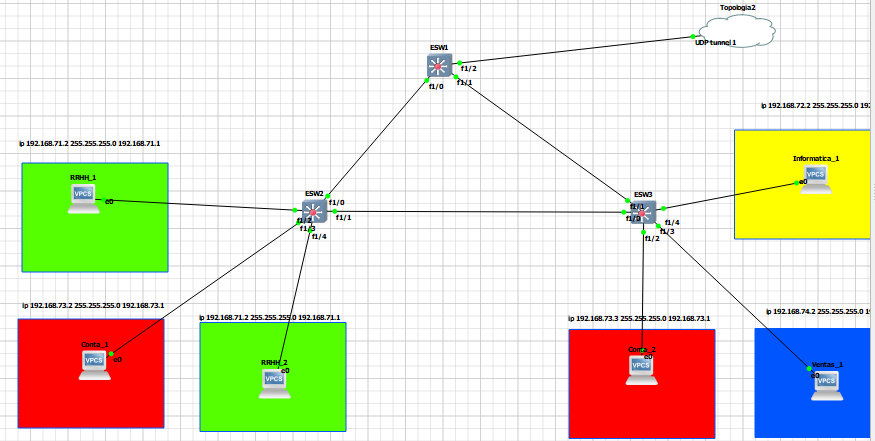 Topologia2
UDP tunnel 1
ESW1
f1/2
f1/1
f1/0
ip 192.168.72.2 255.255.255.0 192
ip 192.168.71.2 255.255.255.0 192.168.71.1
RRHH_1
VPCS
e0
Informatica_1
VPCS
e0
ESW2
f1/0
f1/1
f1/2
f1/3
f1/4
ESW3
f1/1
f1/0
f1/4
f1/3
f1/2
ip 192.168.73.2 255.255.255.0 192.168.73.1
Conta_1
VPCS
e0
ip 192.168.71.2 255.255.255.0 192.168.71.1
RRHH_2
VPCS
e0
ip 192.168.73.3 255.255.255.0 192.168.73.1
Conta_2
VPCS
e0
ip 192.168.74.2 255.255.255.0 19
Ventas_1
VPCS
e0